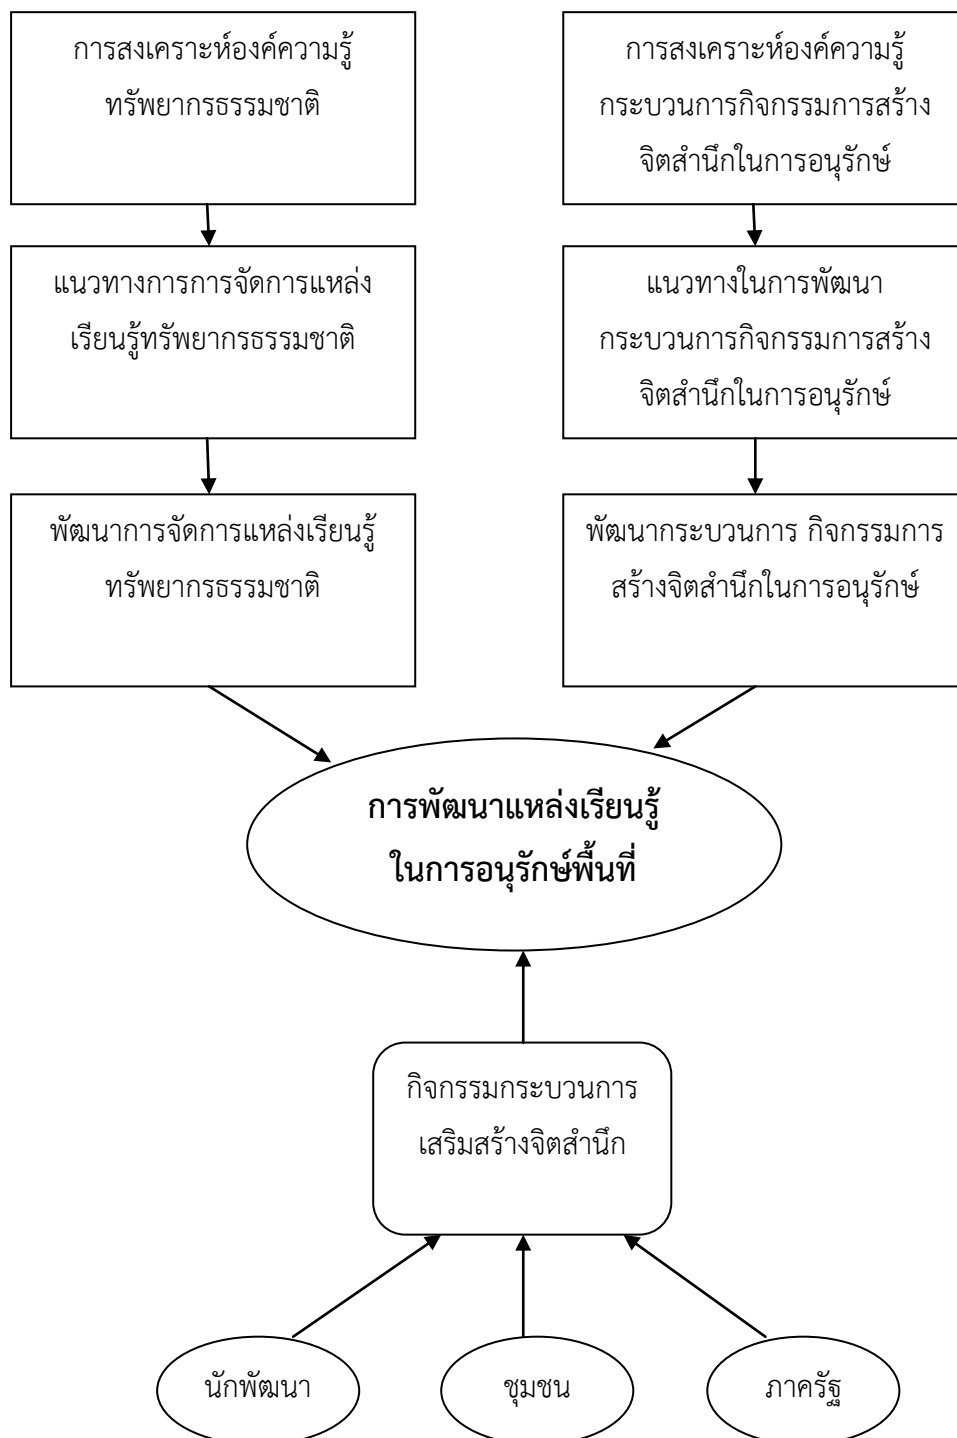 การสงเคราะห์องค์ความรู้
ทรัพยากรธรรมชาติ
การสงเคราะห์องค์ความรู้
กระบวนการกิจกรรมการสร้าง
จิตสำนึกในการอนุรักษ์
แนวทางการการจัดการแหล่ง
เรียนรู้ทรัพยากรธรรมชาติ
แนวทางในการพัฒนา
กระบวนการกิจกรรมการสร้าง
จิตสำนึกในการอนุรักษ์
พัฒนาการจัดการแหล่งเรียนรู้
ทรัพยากรธรรมชาติ
พัฒนากระบวนการ กิจกรรมการ
สร้างจิตสำนึกในการอนุรักษ์
การพัฒนาแหล่งเรียนรู้
ในการอนุรักษ์พื้นที่
กิจกรรมกระบวนการ
เสริมสร้างจิตสำนึก
นักพัฒนา
ชุมชน
ภาครัฐ